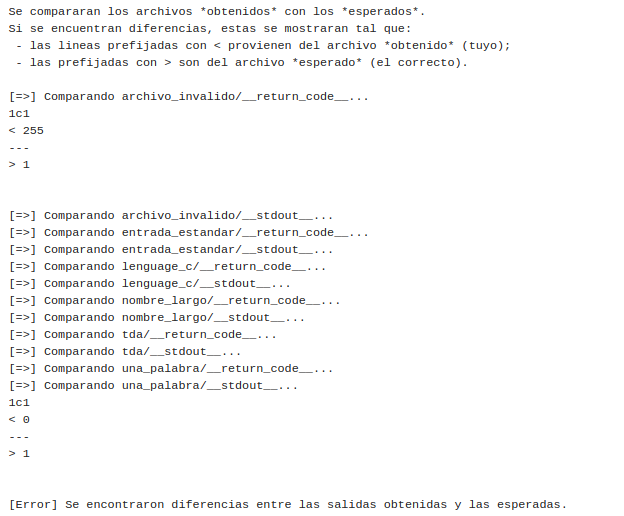 Se compararan los archivos *obtenidos* con los *esperados*.
Si se encuentran diferencias, estas se mostraran tal que:
- las lineas prefijadas con < provienen del archivo *obtenido* (tuyo);
- las prefijadas con > son del archivo *esperado* (el correcto).
[=>] Comparando archivo_invalido/__return_code__...
1c1
< 255
---
> 1
[=>] Comparando archivo_invalido/__stdout__...
[=>] Comparando entrada_estandar/__return_code__...
[=>] Comparando entrada_estandar/__stdout__...
[=>] Comparando lenguage_c/__return_code__...
[=>] Comparando lenguage_c/__stdout__...
[=>] Comparando nombre_largo/__return_code__...
[=>] Comparando nombre_largo/__stdout__...
[=>] Comparando tda/__return_code__...
[=>] Comparando tda/__stdout__...
[=>] Comparando una_palabra/__return_code__...
[=>] Comparando una_palabra/__stdout__...
1c1
< 0
---
> 1
[Error] Se encontraron diferencias entre las salidas obtenidas y las esperadas.